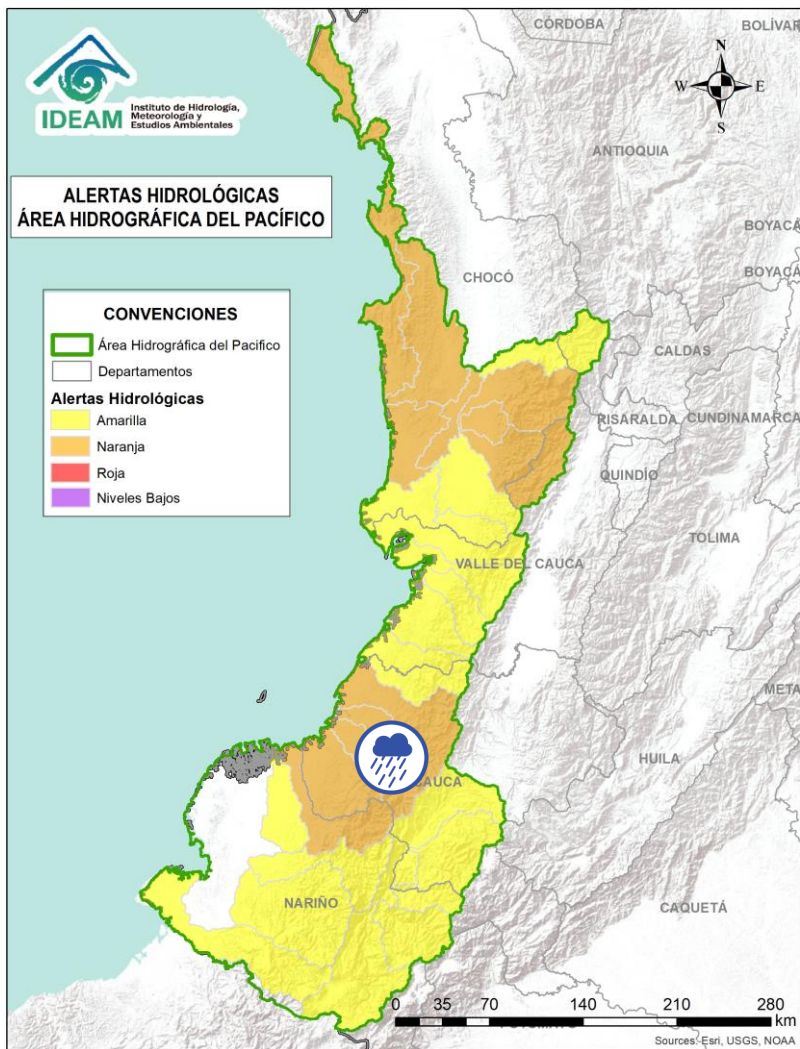 CÓRDOBA
BOLÍVAR
N
W
E
S
IDEAM
Instituto de Hidrología,
Meteorología y
Estudios Ambientales
ANTIOQUIA
ALERTAS HIDROLÓGICAS
ÁREA HIDROGRÁFICA DEL PACÍFICO
BOYACÁ
BOYACÁ
CHOCÓ
CONVENCIONES
Área Hidrográfica del Pacifico
Departamentos
Alertas Hidrológicas
Amarilla
Naranja
Roja
Niveles Bajos
CALDAS
RISARALDA
CUNDINAMARCA
QUINDÍO
TOLIMA
VALLE DEL CAUCA
META
HUILA
CAUCA
NARIÑO
CAQUETÁ
0 35 70 140 210 280
km
Sources: Esri, USGS, NOAA